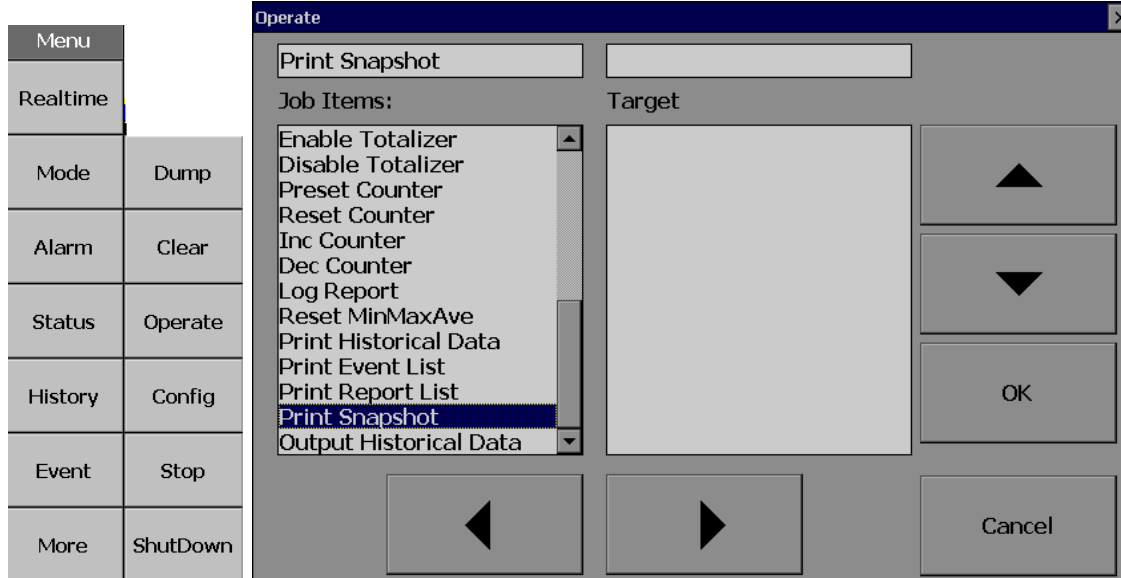 Menu
Realtime
Mode
Dump
Alarm
Clear
Status
Operate
History
Config
Event
Stop
More
ShutDown
Operate
Print Snapshot
Job Items:
Target
Enable Totalizer
Disable Totalizer
Preset Counter
Reset Counter
Inc Counter
Dec Counter
Log Report
Reset MinMaxAve
Print Historical Data
Print Event List
Print Report List
Print Snapshot
Output Historical Data
OK
Cancel